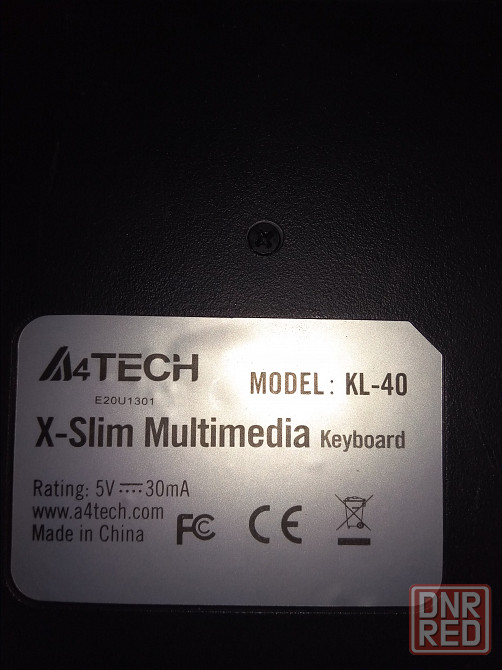 A4TECH
MODEL: KL-40
E20U1301
X-Slim Multimedia Keyboard
Rating: 5V 30mA
www.a4tech.com
Made in China
FC CE
DNR
RED